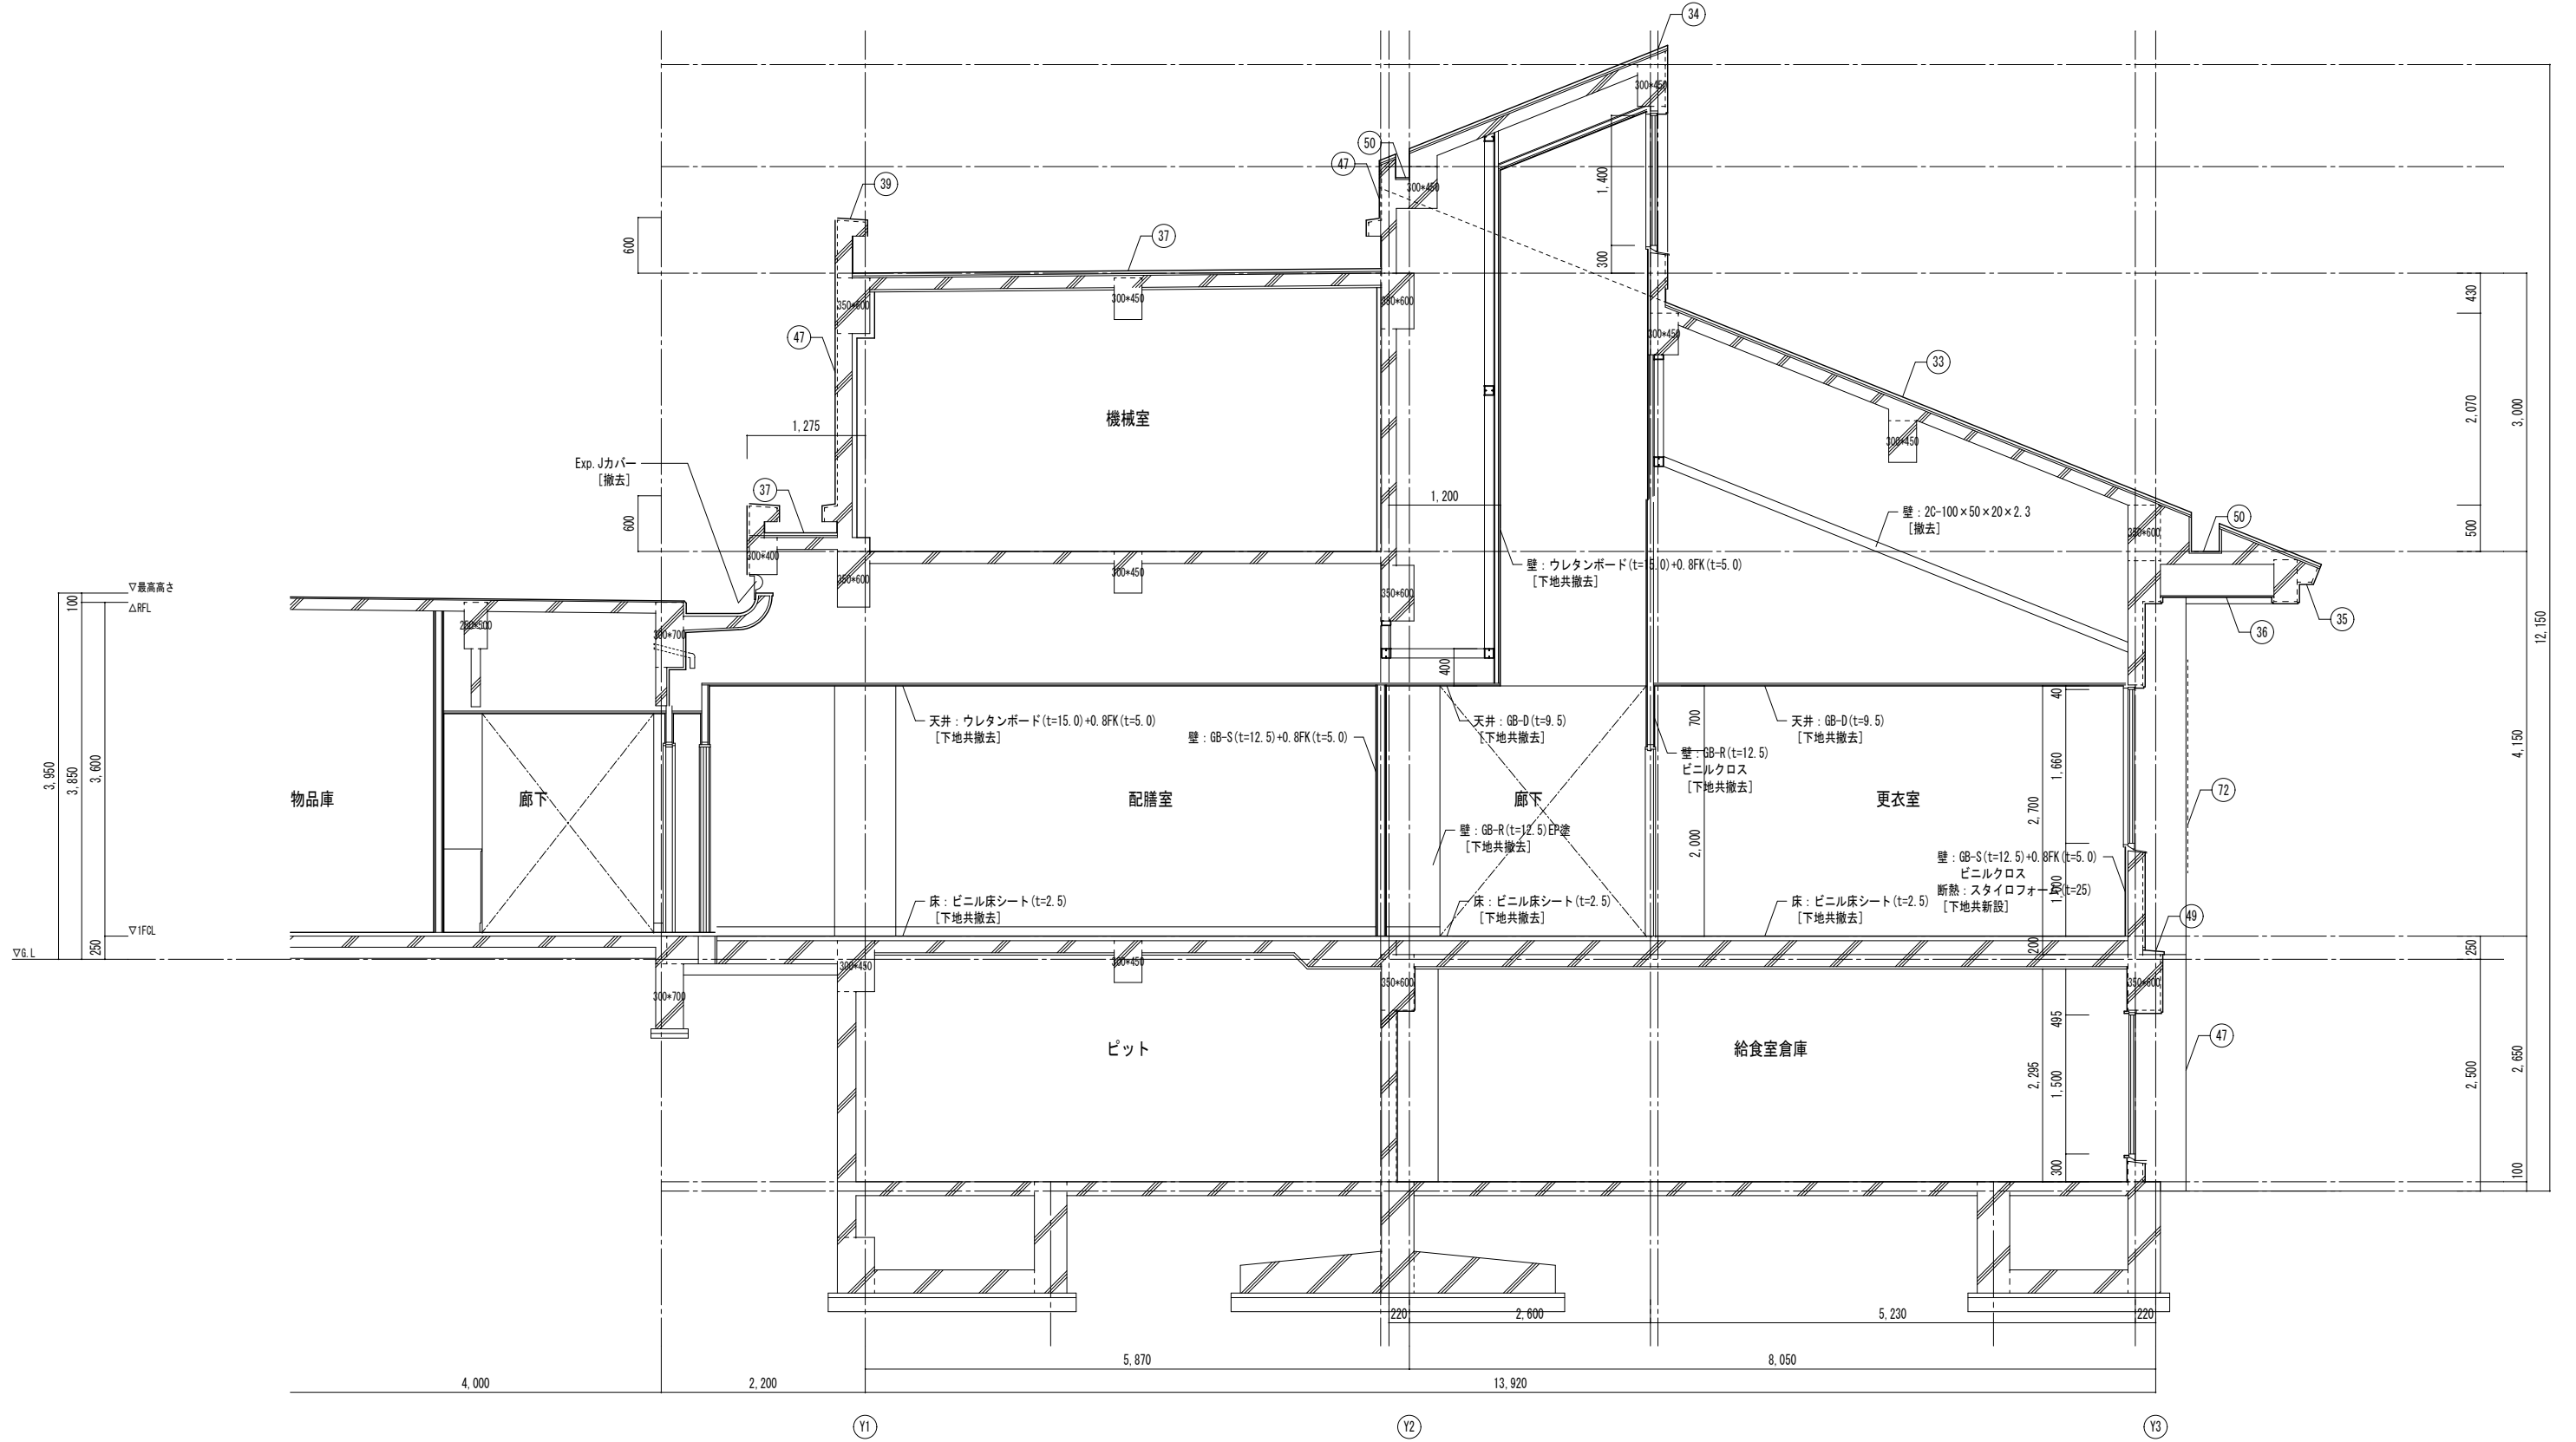 34
300*450
50
47
300*450
39
1,400
600
37
300
430
350*600
300*450
350*600
300*450
47
33
2,070
3,000
機械室
1,275
300*450
Exp.Jカバー
[撤去]
37
1,200
壁:2C-100×50×20×2.3
[撤去]
50
600
500
350*600
300*400
350*600
300*450
350*600
壁:ウレタンボード(t=15.0)+0.8FK(t=5.0)
[下地共撤去]
▽最高高さ
100
△RFL
250*500
300*700
35
36
12,150
400
天井:ウレタンボード(t=15.0)+0.8FK(t=5.0)
[下地共撤去]
壁:GB-S(t=12.5)+0.8FK(t=5.0)
天井:GB-D(t=9.5)
[下地共撤去]
700
天井:GB-D(t=9.5)
[下地共撤去]
40
壁:GB-R(t=12.5)
ビニルクロス
[下地共撤去]
1,660
4,150
3,950
3,850
3,600
物品庫
廊下
配膳室
廊下
更衣室
2,700
72
壁:GB-R(t=12.5)EP塗
[下地共撤去]
2,000
壁:GB-S(t=12.5)+0.8FK(t=5.0)
ビニルクロス
断熱:スタイロフォーム(t=25)
[下地共新設]
床:ビニル床シート(t=2.5)
[下地共撤去]
床:ビニル床シート(t=2.5)
[下地共撤去]
床:ビニル床シート(t=2.5)
[下地共撤去]
49
▽1FCL
▽G.L
250
200
250
300*450
300*450
300*700
350*600
350*600
495
47
ピット
給食室倉庫
2,295
1,500
2,500
2,650
300
100
220
2,600
5,230
220
5,870
8,050
4,000
2,200
13,920
Y1
Y2
Y3